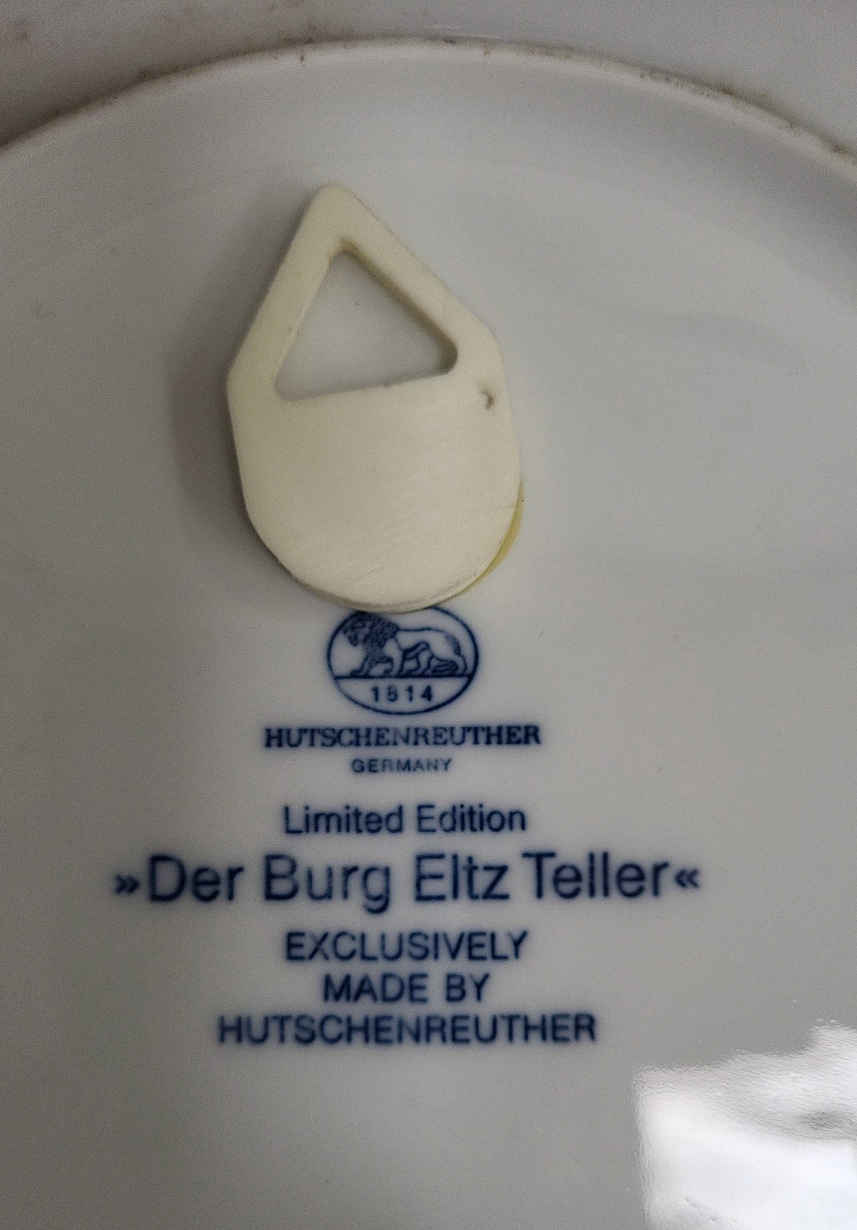 1814
HUTSCHENREUTHER
GERMANY
Limited Edition
»Der Burg Eltz Teller«
EXCLUSIVELY
MADE BY
HUTSCHENREUTHER